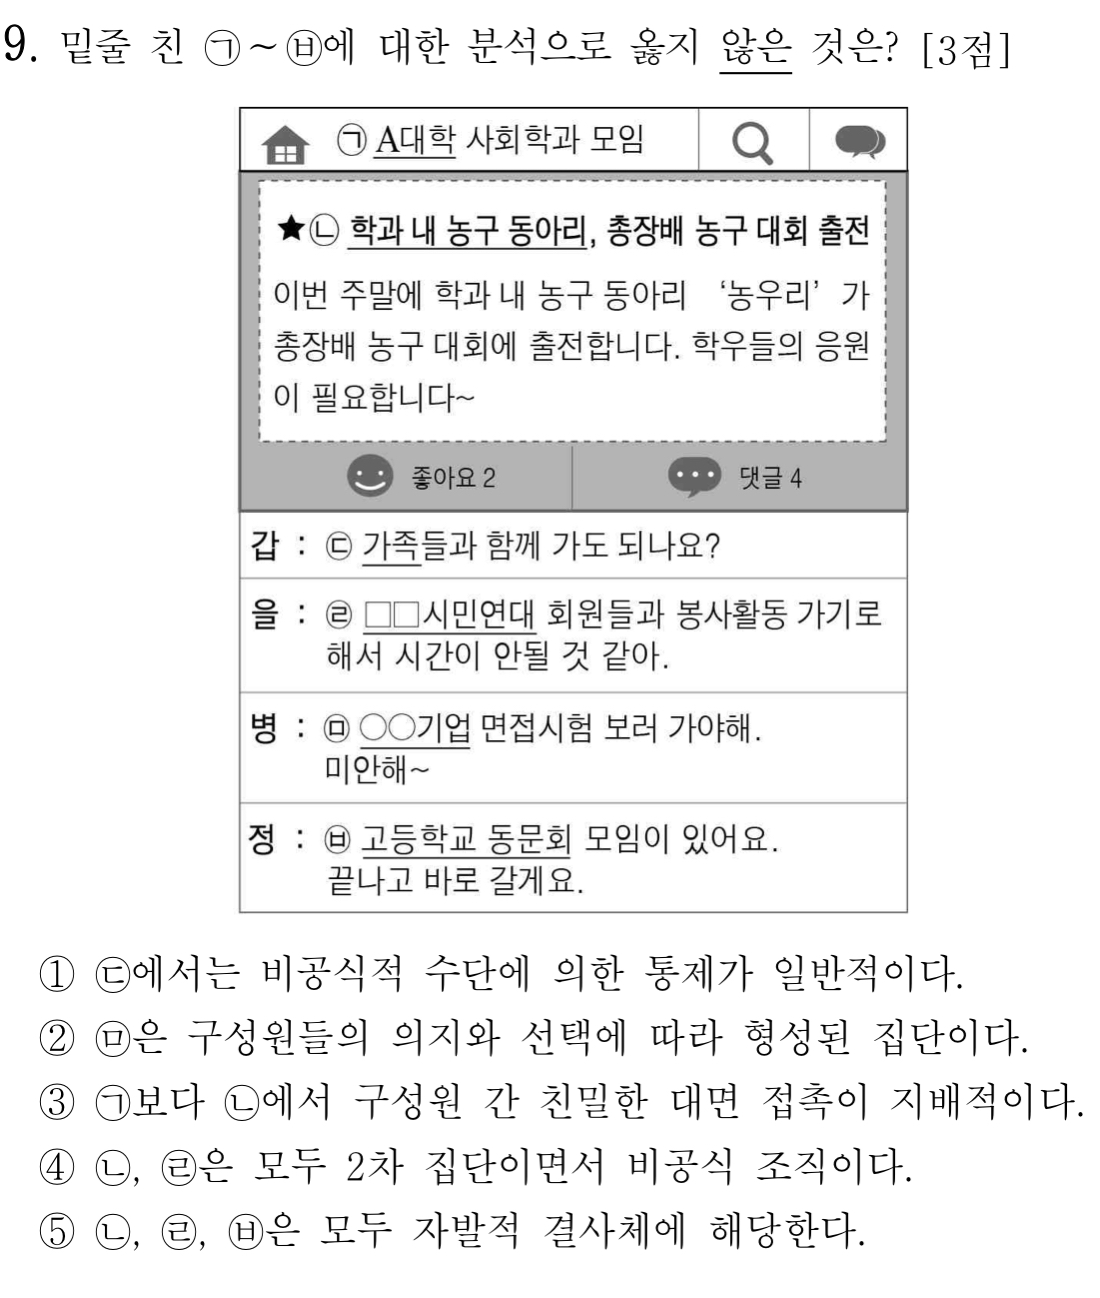 9. 밑줄 친 ㉠~㉥에 대한 분석으로 옳지 않은 것은? [3점]
㉠ A대학 사회학과 모임
★㉡ 학과 내 농구 동아리, 총장배 농구 대회 출전
이번 주말에 학과 내 농구 동아리 ‘농우리’가
총장배 농구 대회에 출전합니다. 학우들의 응원
이 필요합니다~
좋아요 2
댓글 4
갑 : ㉢ 가족들과 함께 가도 되나요?
을 : ㉣ □□시민연대 회원들과 봉사활동 가기로
해서 시간이 안될 것 같아.
병 : ㉤ ○○기업 면접시험 보러 가야해.
미안해~
정 : ㉥ 고등학교 동문회 모임이 있어요.
끝나고 바로 갈게요.
① ㉢에서는 비공식적 수단에 의한 통제가 일반적이다.
② ㉤은 구성원들의 의지와 선택에 따라 형성된 집단이다.
③ ㉠보다 ㉡에서 구성원 간 친밀한 대면 접촉이 지배적이다.
④ ㉡, ㉣은 모두 2차 집단이면서 비공식 조직이다.
⑤ ㉡, ㉣, ㉥은 모두 자발적 결사체에 해당한다.